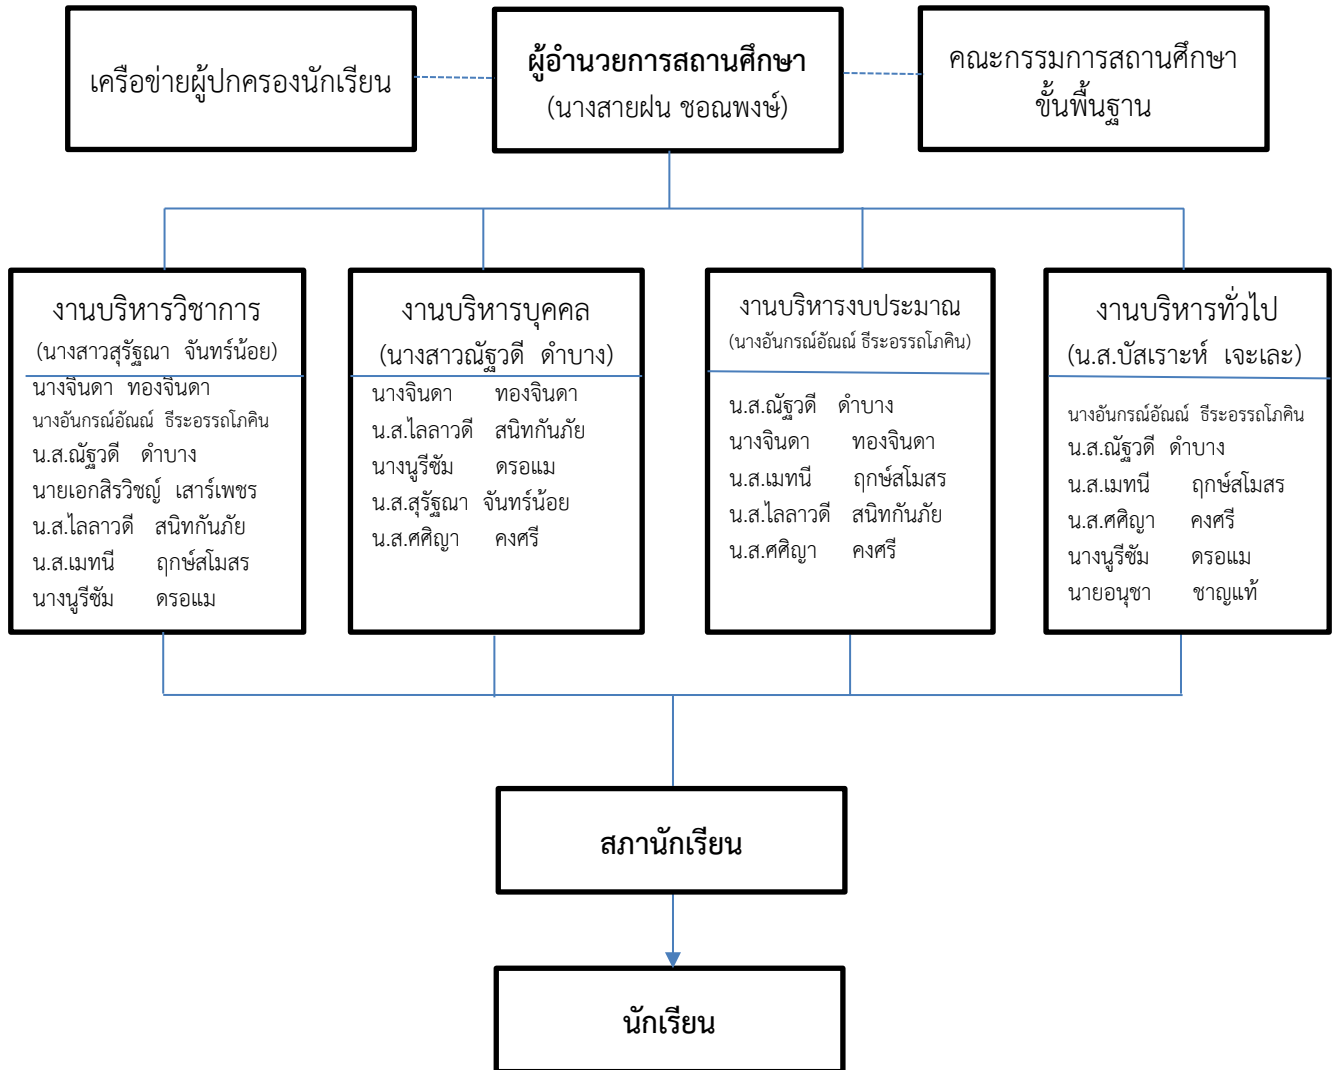 เครือข่ายผู้ปกครองนักเรียน
ผู้อำนวยการสถานศึกษา
(นางสายฝน ชอณพงษ์)
คณะกรรมการสถานศึกษา
ขั้นพื้นฐาน
งานบริหารวิชาการ
(นางสาวสุรัฐณา จันทร์น้อย)
นางจินดา ทองจินดา
นางอันกรณ์อัณณ์ ธีระอรรถโภคิน
น.ส.ณัฐวดี ดำบาง
นายเอกสิรวิชญ์ เสาร์เพชร
น.ส.ไลลาวดี สนิทกันภัย
น.ส.เมทนี ฤกษ์สโมสร
นางนูรีซัม ดรอแม
งานบริหารบุคคล
(นางสาวณัฐวดี ดำบาง)
นางจินดา ทองจินดา
น.ส.ไลลาวดี สนิทกันภัย
นางนูรีซัม ดรอแม
น.ส.สุรัฐณา จันทร์น้อย
น.ส.ศศิญา คงศรี
งานบริหารงบประมาณ
(นางอันกรณ์อัณณ์ ธีระอรรถโภคิน)
น.ส.ณัฐวดี ดำบาง
นางจินดา ทองจินดา
น.ส.เมทนี ฤกษ์สโมสร
น.ส.ไลลาวดี สนิทกันภัย
น.ส.ศศิญา คงศรี
งานบริหารทั่วไป
(น.ส.บัสเราะห์ เจะเละ)
นางอันกรณ์อัณณ์ ธีระอรรถโภคิน
น.ส.ณัฐวดี ดำบาง
น.ส.เมทนี ฤกษ์สโมสร
น.ส.ศศิญา คงศรี
นางนูรีซัม ดรอแม
นายอนุชา ชาญแท้
สภานักเรียน
นักเรียน